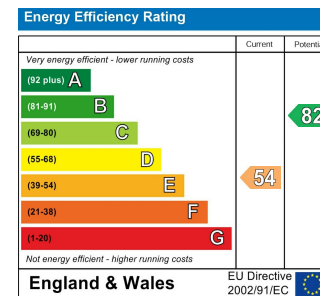 Energy Efficiency Rating
Current
Very energy efficient - lower running costs
(92 plus) A
(81-91) B
82
(69-80) C
(55-68) D
(39-54) E
54
(21-38) F
(1-20) G
Not energy efficient - higher running costs
England & Wales
EU Directive
2002/91/EC